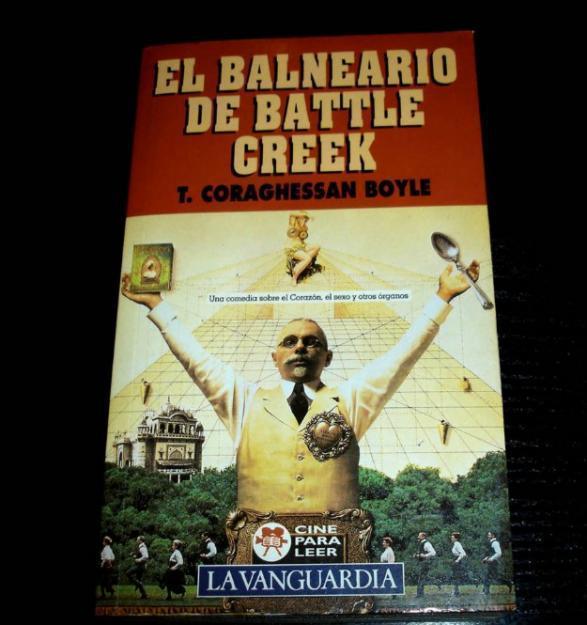 EL BALNEARIO
DE BATTLE
CREEK
T. CORAGHESSAN BOYLE
Una comedia sobre el Corazón, el sexo y otros órganos
CINE
PARA
LEER
LA VANGUARDIA